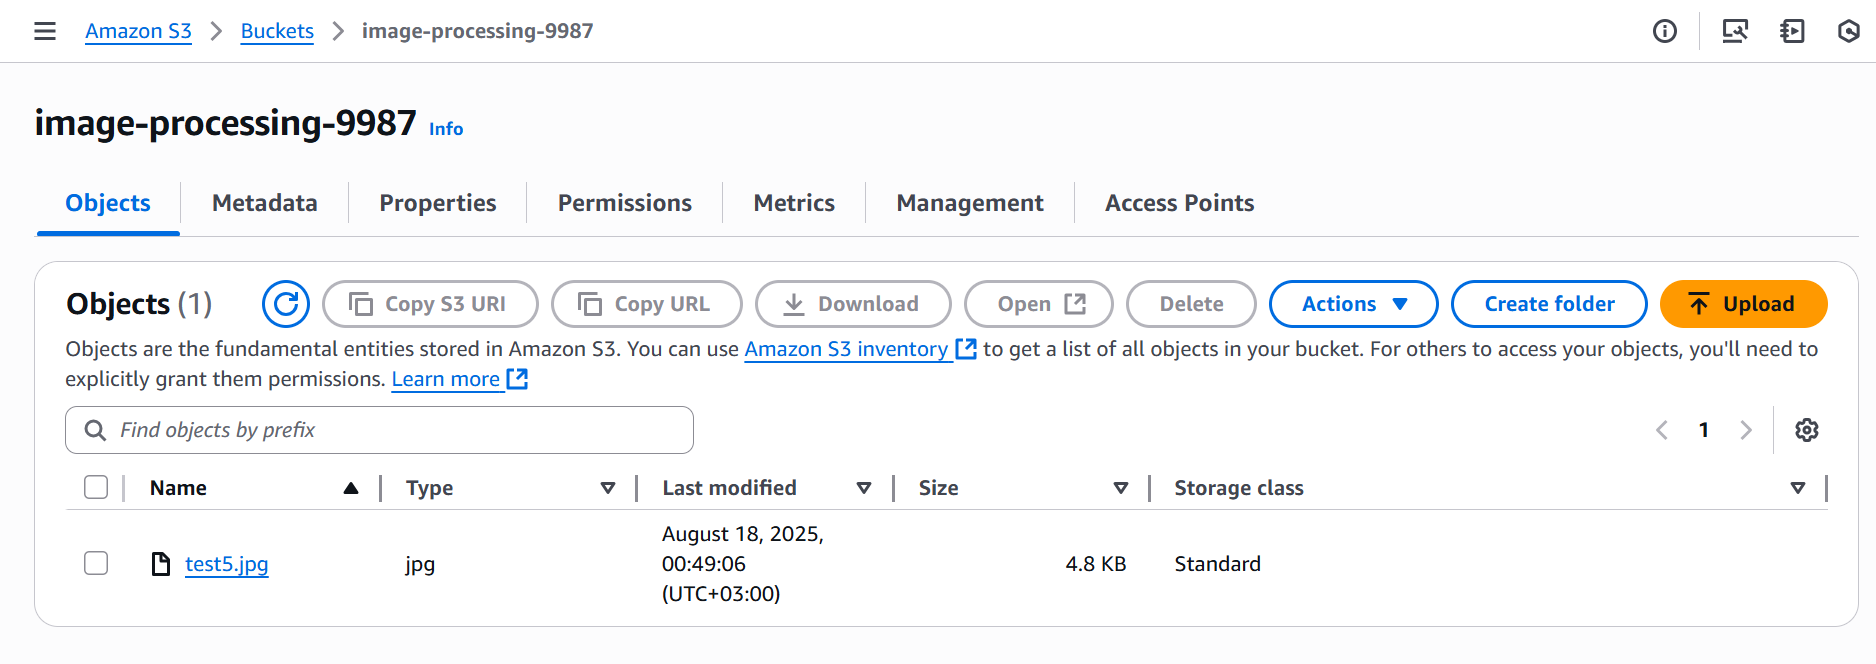 Amazon S3 Buckets image-processing-9987
image-processing-9987 Info
Objects Metadata Properties Permissions Metrics Management Access Points
Objects (1) Copy S3 URI Copy URL Download Open Delete Actions Create folder Upload
Objects are the fundamental entities stored in Amazon S3. You can use Amazon S3 inventory to get a list of all objects in your bucket. For others to access your objects, you'll need to
explicitly grant them permissions. Learn more
Find objects by prefix 1
Name Type Last modified Size Storage class
test5.jpg jpg August 18, 2025,
00:49:06
(UTC+03:00) 4.8 KB Standard